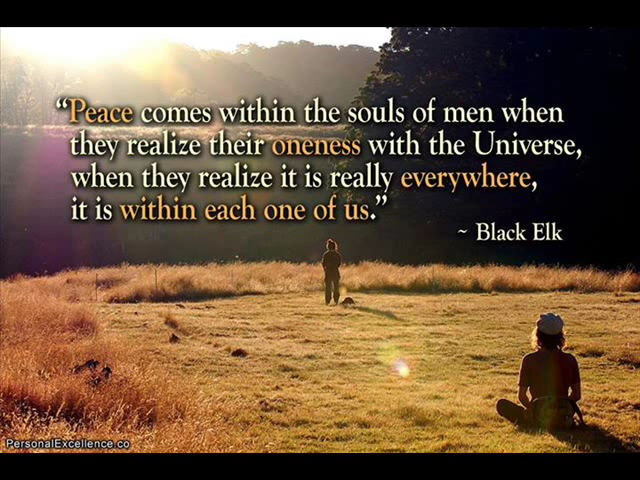 “Peace comes within the souls of men when
they realize their oneness with the Universe,
when they realize it is really everywhere,
it is within each one of us.”
~ Black Elk
PersonalExcellence.co